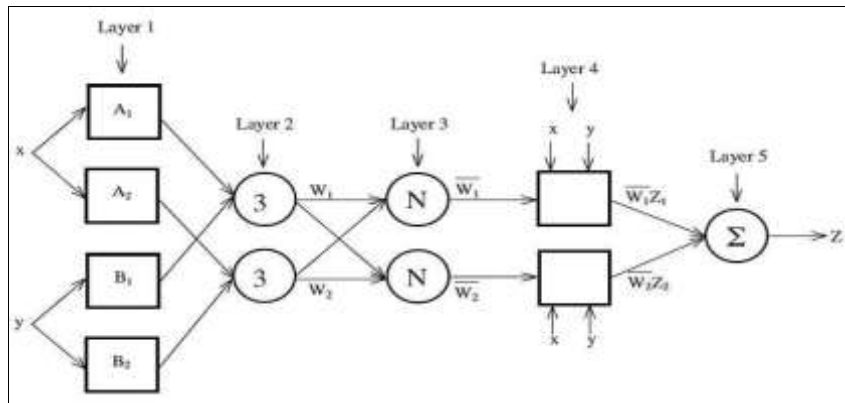 Layer 1
Layer 2
Layer 3
Layer 4
Layer 5
x
A₁
A₂
y
B₁
B₂
3
3
W₁
W₂
N
N
W̅₁
W̅₂
x y
x y
W̅₁Z₁
W̅₂Z₂
Σ
Z